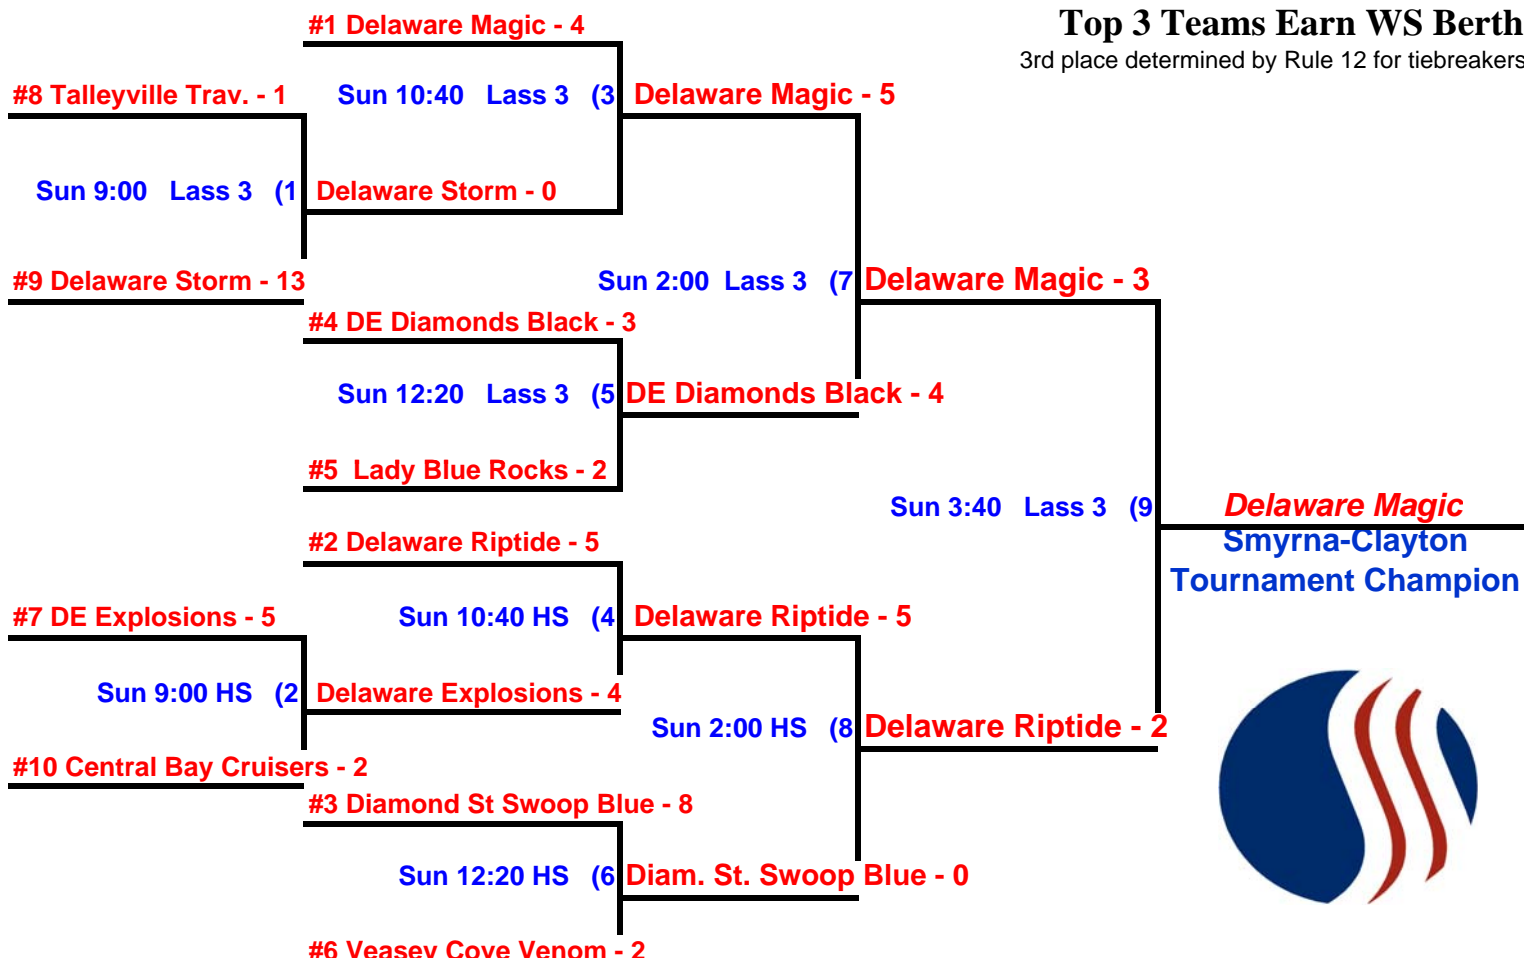 #1 Delaware Magic - 4
Top 3 Teams Earn WS Berth
3rd place determined by Rule 12 for tiebreakers
#8 Talleyville Trav. - 1
Sun 10:40 Lass 3 (3
Delaware Magic - 5
Sun 9:00 Lass 3 (1
Delaware Storm - 0
#9 Delaware Storm - 13
Sun 2:00 Lass 3 (7
Delaware Magic - 3
#4 DE Diamonds Black - 3
Sun 12:20 Lass 3 (5
DE Diamonds Black - 4
#5 Lady Blue Rocks - 2
Sun 3:40 Lass 3 (9
Delaware Magic
Smyrna-Clayton
Tournament Champion
#2 Delaware Riptide - 5
#7 DE Explosions - 5
Sun 10:40 HS (4
Delaware Riptide - 5
Sun 9:00 HS (2
Delaware Explosions - 4
Sun 2:00 HS (8
Delaware Riptide - 2
#10 Central Bay Cruisers - 2
#3 Diamond St Swoop Blue - 8
Sun 12:20 HS (6
Diam. St. Swoop Blue - 0
#6 Veasey Cove Venom - 2